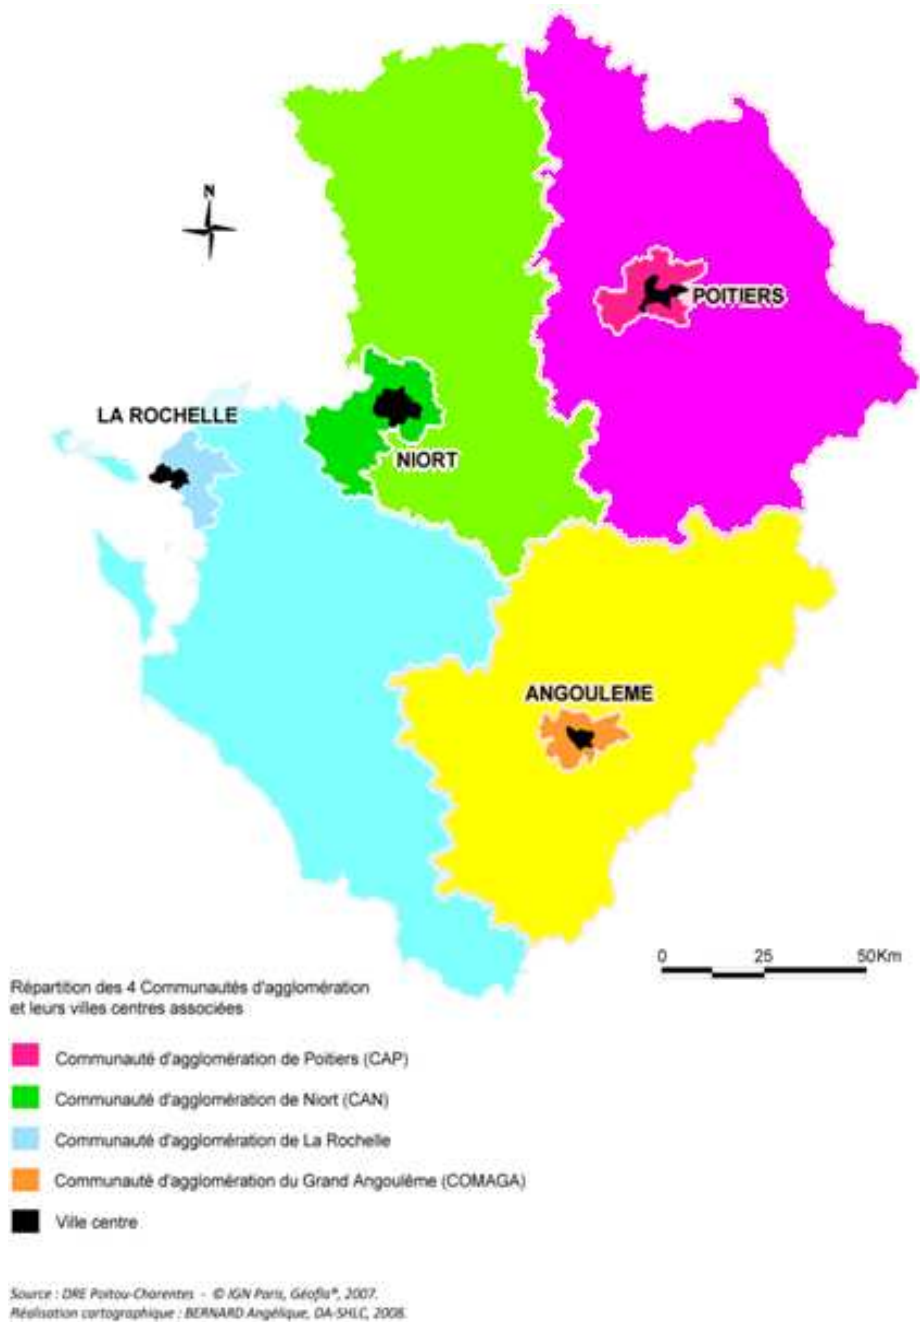 N
POITIERS
LA ROCHELLE
NIORT
ANGOULEME
0 25 50Km
Répartition des 4 Communautés d'agglomération
et leurs villes centres associées
Communauté d'agglomération de Poitiers (CAP)
Communauté d'agglomération de Niort (CAN)
Communauté d'agglomération de La Rochelle
Communauté d'agglomération du Grand Angoulême (COMAGA)
Ville centre
Source : DRE Poitou-Charentes - © IGN Paris, Géofla®, 2007.
Réalisation cartographique : BERNARD Angélique, DA-SHLC, 2008.